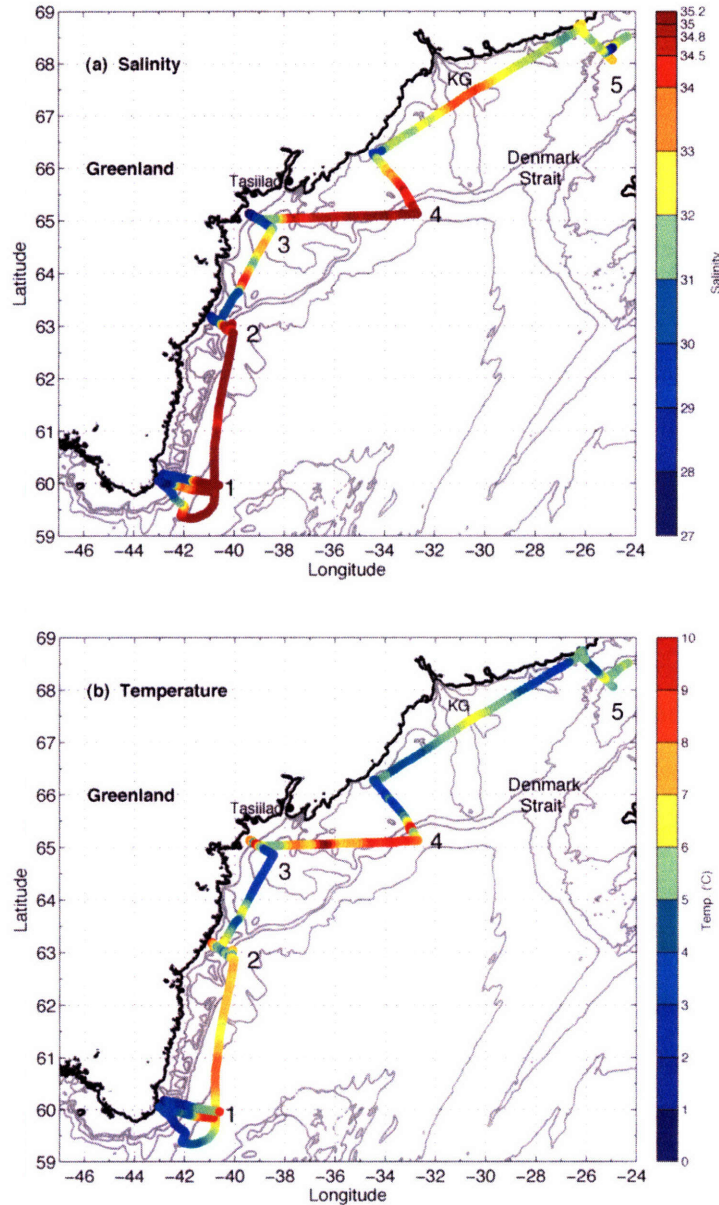 (a) Salinity
KG
5
Greenland
Tasiilaq
Denmark
Strait
4
3
2
1
69
68
67
66
65
64
63
62
61
60
59
Latitude
−46 −44 −42 −40 −38 −36 −34 −32 −30 −28 −26 −24
Longitude
35.2
35
34.8
34.5
34
33
32
31
30
29
28
27
Salinity
(b) Temperature
KG
5
Greenland
Tasiilaq
Denmark
Strait
4
3
2
1
69
68
67
66
65
64
63
62
61
60
59
Latitude
−46 −44 −42 −40 −38 −36 −34 −32 −30 −28 −26 −24
Longitude
10
9
8
7
6
5
4
3
2
1
0
Temp (°C)